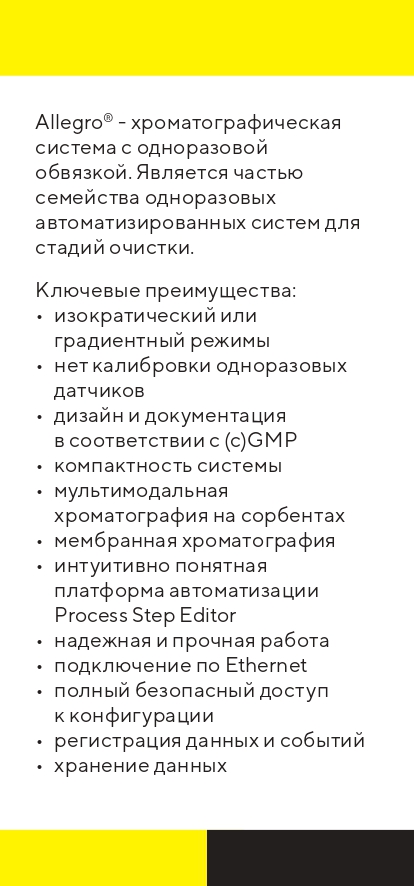 Allegro® - хроматографическая
система с одноразовой
обвязкой. Является частью
семейства одноразовых
автоматизированных систем для
стадий очистки.
Ключевые преимущества:
• изократический или
градиентный режимы
• нет калибровки одноразовых
датчиков
• дизайн и документация
в соответствии с (c)GMP
• компактность системы
• мультимодальная
хроматография на сорбентах
• мембранная хроматография
• интуитивно понятная
платформа автоматизации
Process Step Editor
• надежная и прочная работа
• подключение по Ethernet
• полный безопасный доступ
к конфигурации
• регистрация данных и событий
• хранение данных